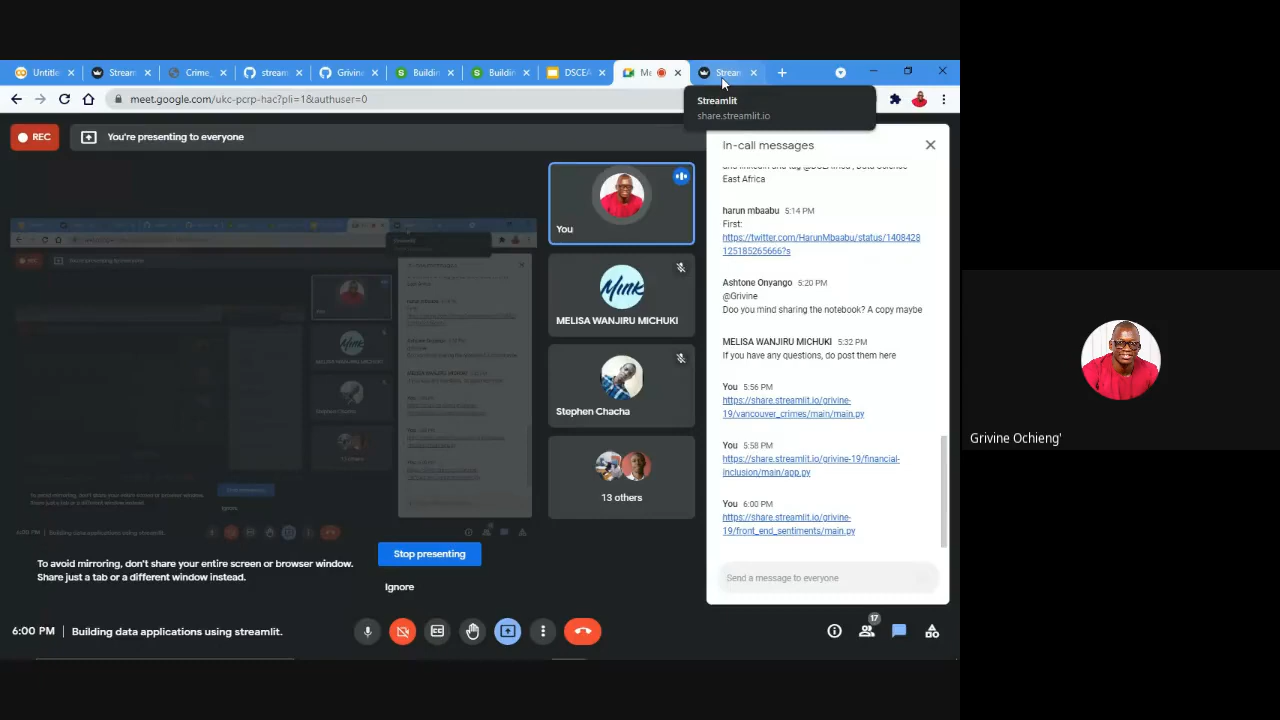 Untitle
Stream
Crime_
stream
Grivine
Building
Building
DSCEA
Me
Stream
meet.google.com/ukc-pcrp-hac?pli=1&authuser=0
Streamlit
share.streamlit.io
REC
You're presenting to everyone
You
MELISA WANJIRU MICHUKI
Stephen Chacha
13 others
To avoid mirroring, don't share your entire screen or browser window.
Share just a tab or a different window instead.
Stop presenting
Ignore
In-call messages
East Africa
harun mbaabu 5:14 PM
First:
https://twitter.com/HarunMbaabu/status/1408428
125185265666?s
Ashtone Onyango 5:20 PM
@Grivine
Doo you mind sharing the notebook? A copy maybe
MELISA WANJIRU MICHUKI 5:32 PM
If you have any questions, do post them here
You 5:56 PM
https://share.streamlit.io/grivine-
19/vancouver_crimes/main/main.py
You 5:58 PM
https://share.streamlit.io/grivine-19/financial-
inclusion/main/app.py
You 6:00 PM
https://share.streamlit.io/grivine-
19/front_end_sentiments/main.py
Send a message to everyone
6:00 PM | Building data applications using streamlit.
17
Grivine Ochieng'